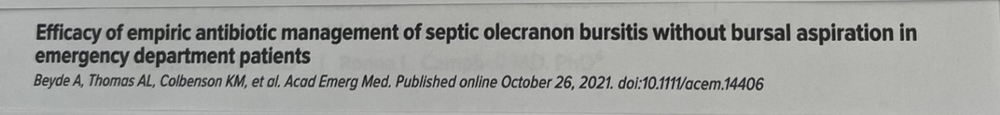 Efficacy of empiric antibiotic management of septic olecranon bursitis without bursal aspiration in
emergency department patients
Beyde A, Thomas AL, Colbenson KM, et al. Acad Emerg Med. Published online October 26, 2021. doi:10.1111/acem.14406